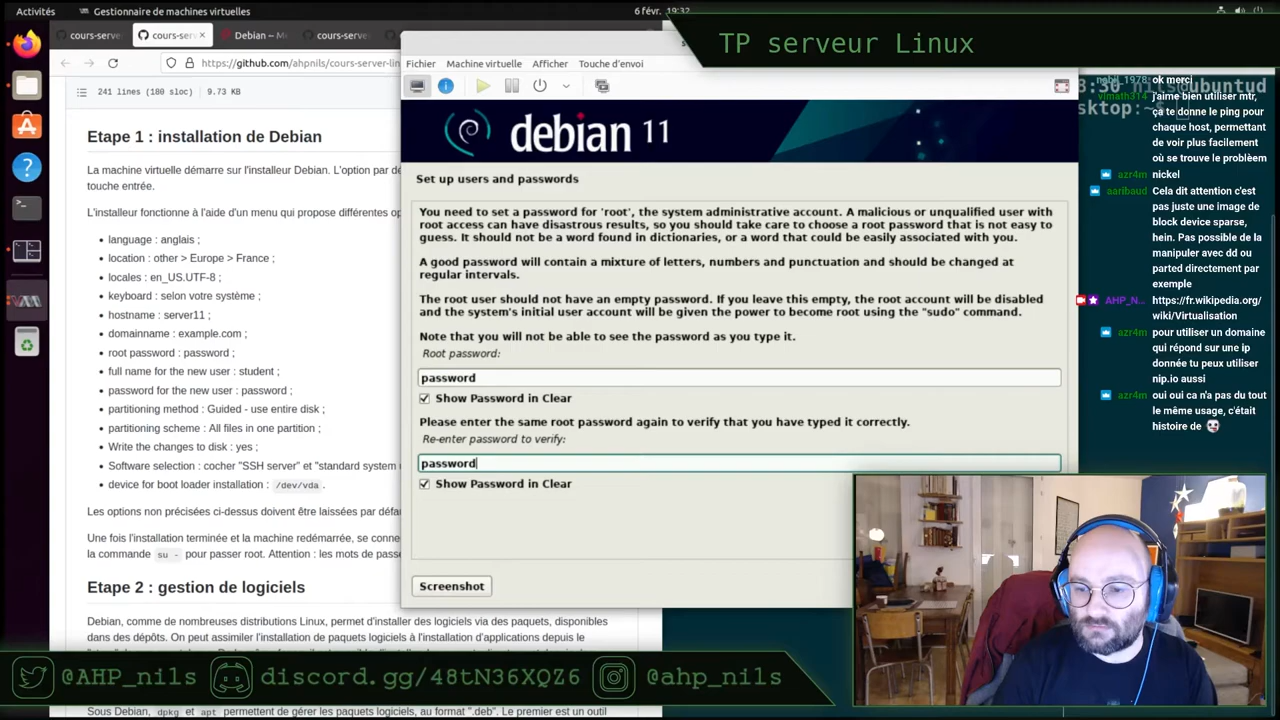 Activités
Gestionnaire de machines virtuelles
6 févr. 19:32
TP serveur Linux
cours-serve
cours-serv
Debian --
cours-serve
https://github.com/ahpnils/cours-server-lin
241 lines (180 sloc) 9.73 KB
Etape 1 : installation de Debian
La machine virtuelle démarre sur l'installeur Debian. L'option par dé
touche entrée.
L'installeur fonctionne à l'aide d'un menu qui propose différentes op
language : anglais ;
location : other > Europe > France ;
locales : en_US.UTF-8 ;
keyboard : selon votre système ;
hostname : server11 ;
domainname : example.com ;
root password : password ;
full name for the new user : student ;
password for the new user : password ;
partitioning method : Guided - use entire disk ;
partitioning scheme : All files in one partition ;
Write the changes to disk : yes ;
Software selection : cocher "SSH server" et "standard system
device for boot loader installation : /dev/vda .
Les options non précisées ci-dessus doivent être laissées par défa
Une fois l'installation terminée et la machine redémarrée, se conne
la commande su - pour passer root. Attention : les mots de passe
Etape 2 : gestion de logiciels
Debian, comme de nombreuses distributions Linux, permet d'installer des logiciels via des paquets, disponibles
dans des dépôts. On peut assimiler l'installation de paquets logiciels à l'installation d'applications depuis le
Sous Debian, dpkg et apt permettent de gérer les paquets logiciels, au format ".deb". Le premier est un outil
Fichier
Machine virtuelle
Afficher
Touche d'envoi
debian 11
Set up users and passwords
You need to set a password for 'root', the system administrative account. A malicious or unqualified user with
root access can have disastrous results, so you should take care to choose a root password that is not easy to
guess. It should not be a word found in dictionaries, or a word that could be easily associated with you.
A good password will contain a mixture of letters, numbers and punctuation and should be changed at
regular intervals.
The root user should not have an empty password. If you leave this empty, the root account will be disabled
and the system's initial user account will be given the power to become root using the "sudo" command.
Note that you will not be able to see the password as you type it.
Root password:
password
Show Password in Clear
Please enter the same root password again to verify that you have typed it correctly.
Re-enter password to verify:
password
Show Password in Clear
Screenshot
8:30 nils@ubuntud
sktop:~$
nabil_1978:
ok merci
vimath314
j'aime bien utiliser mtr,
ça te donne le ping pour
chaque host, permettant
de voir plus facilement
où se trouve le problèem
azr4m
nickel
aaribaud
Cela dit attention c'est
pas juste une image de
block device sparse,
hein. Pas possible de la
manipuler avec dd ou
parted directement par
exemple
AHP_N...
https://fr.wikipedia.org/
wiki/Virtualisation
azr4m
pour utiliser un domaine
qui répond sur une ip
donnée tu peux utiliser
nip.io aussi
azr4m
oui oui ca n'a pas du tout
le même usage, c'était
histoire de
@AHP_nils
discord.gg/48tN36XQZ6
@ahp_nils